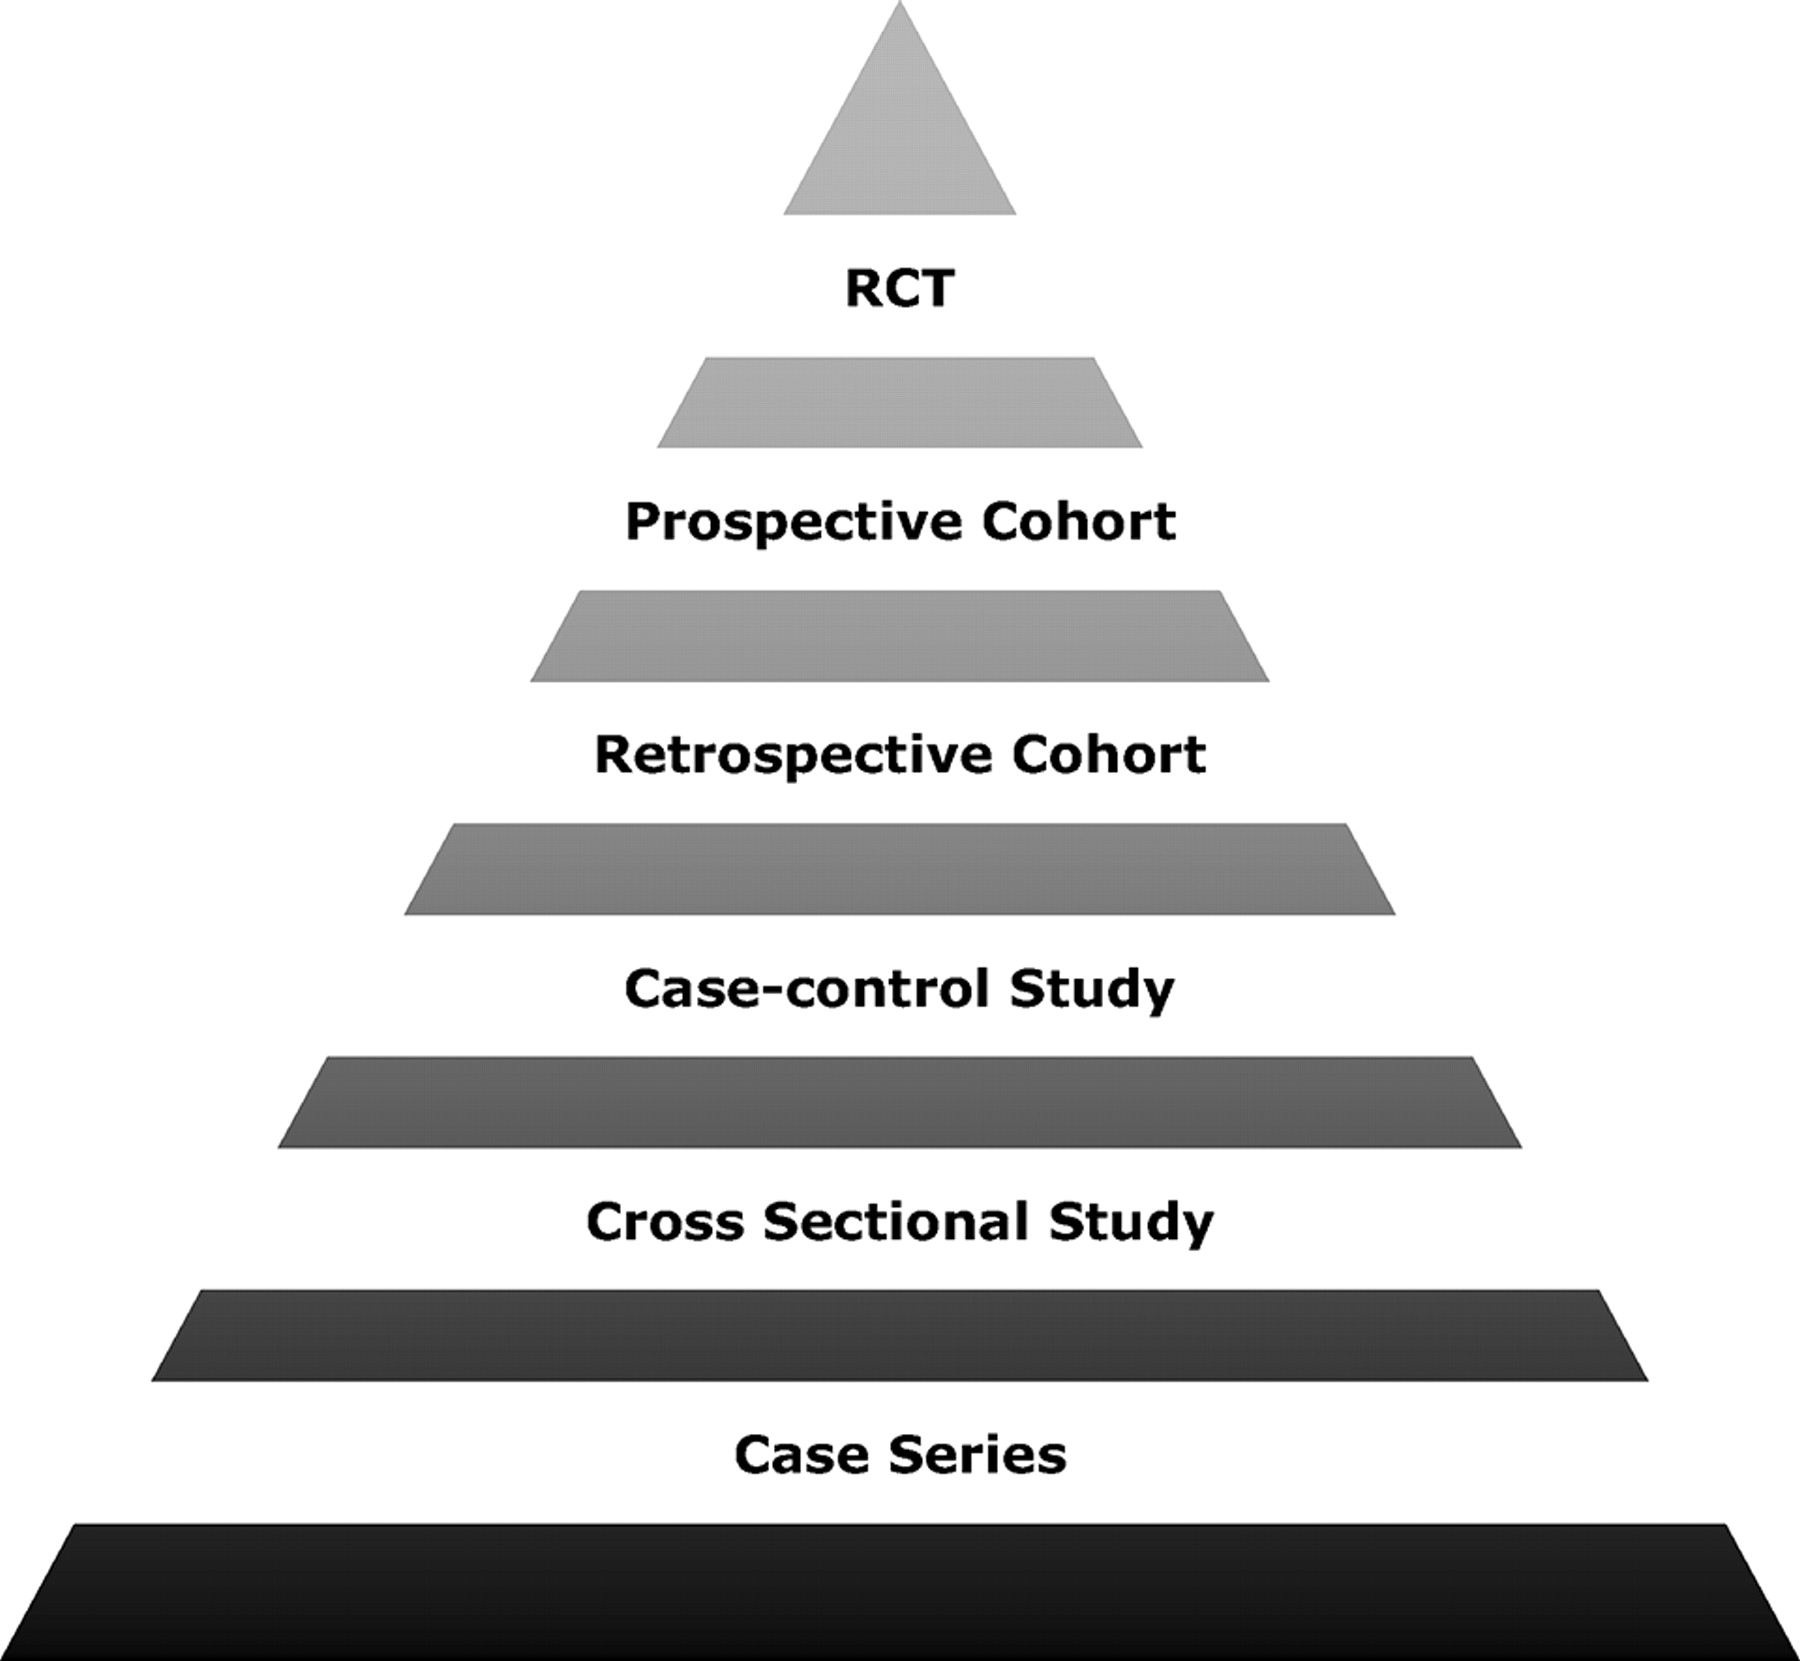 RCT
Prospective Cohort
Retrospective Cohort
Case-control Study
Cross Sectional Study
Case Series